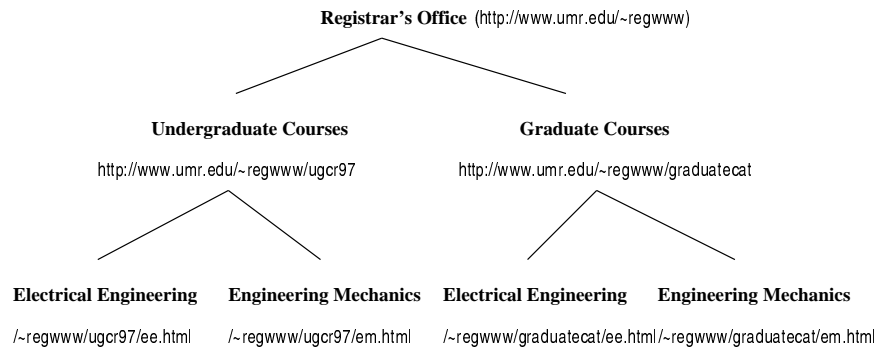 Registrar's Office (http://www.umr.edu/~regwww)
Undergraduate Courses
Graduate Courses
http://www.umr.edu/~regwww/ugcr97
http://www.umr.edu/~regwww/graduatecat
Electrical Engineering
Engineering Mechanics
Electrical Engineering
Engineering Mechanics
/~regwww/ugcr97/ee.html
/~regwww/ugcr97/em.html
/~regwww/graduatecat/ee.html
/~regwww/graduatecat/em.html